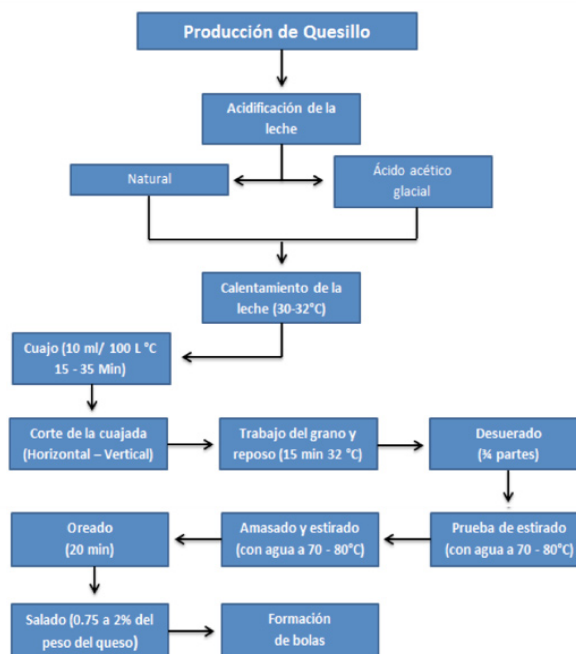 Producción de Quesillo
Acidificación de la
leche
Natural
Ácido acético
glacial
Calentamiento de la
leche (30-32°C)
Cuajo (10 ml/ 100 L °C
15 - 35 Min)
Corte de la cuajada
(Horizontal – Vertical)
Trabajo del grano y
reposo (15 min 32 °C)
Desuerado
(¾ partes)
Prueba de estirado
(con agua a 70 - 80°C)
Amasado y estirado
(con agua a 70 - 80°C)
Oreado
(20 min)
Salado (0.75 a 2% del
peso del queso)
Formación
de bolas